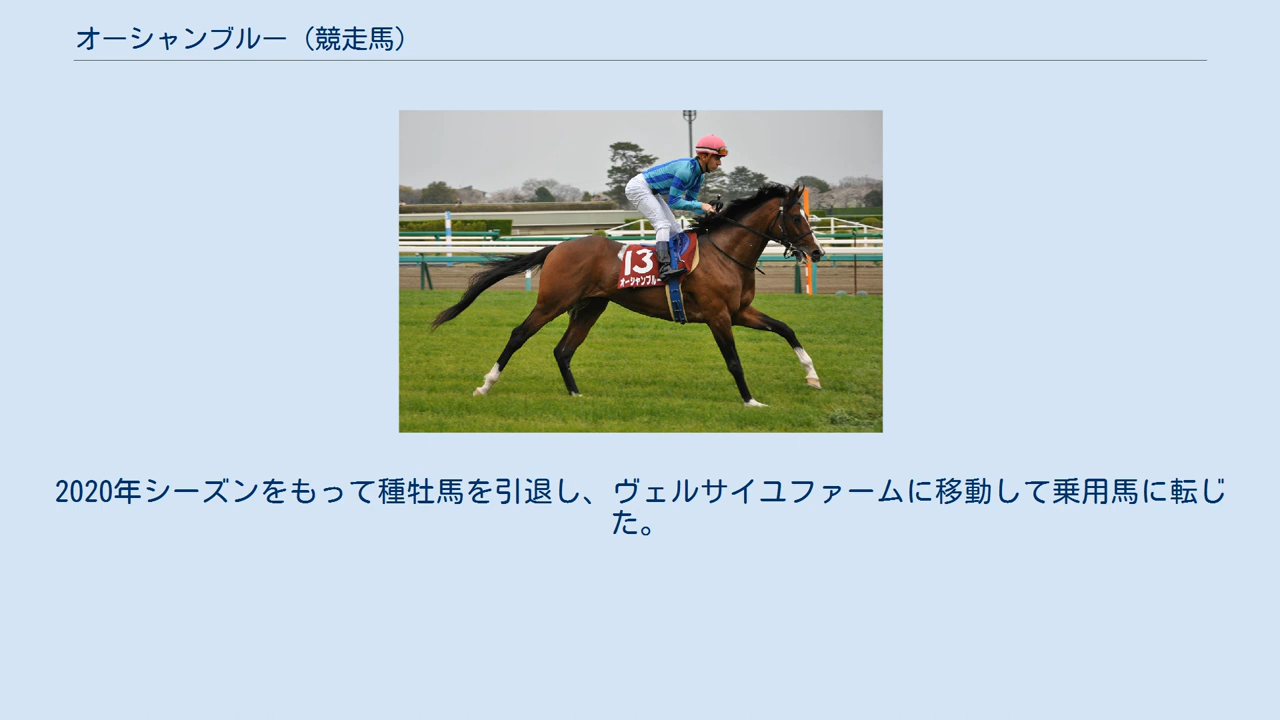 オーシャンブルー（競走馬）
13
オーシャンブルー
2020年シーズンをもって種牡馬を引退し、ヴェルサイユファームに移動して乗用馬に転じ
た。